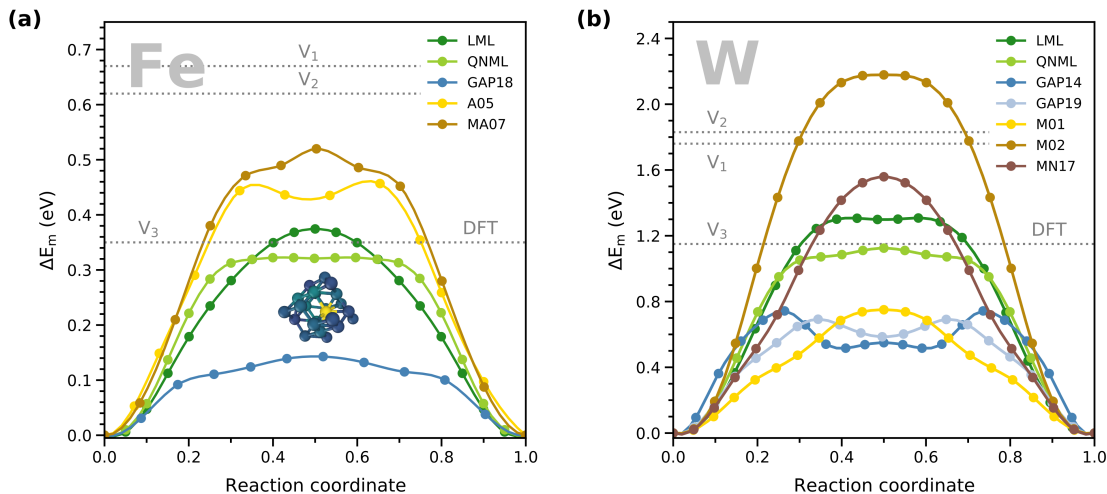 (a)
Fe
V1
V2
V3
DFT
LML
QNML
GAP18
A05
MA07
ΔEm (eV)
0.7
0.6
0.5
0.4
0.3
0.2
0.1
0.0
0.0 0.2 0.4 0.6 0.8 1.0
Reaction coordinate
(b)
W
V2
V1
V3
DFT
LML
QNML
GAP14
GAP19
M01
M02
MN17
ΔEm (eV)
2.4
2.0
1.6
1.2
0.8
0.4
0.0
0.0 0.2 0.4 0.6 0.8 1.0
Reaction coordinate